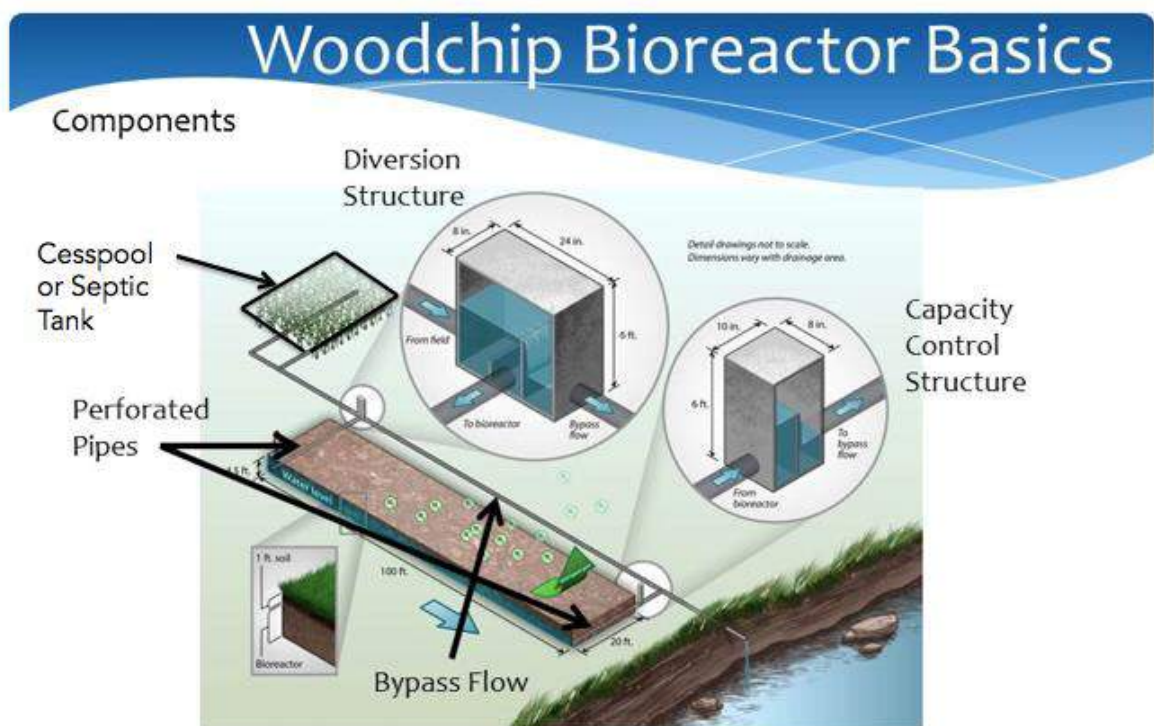 Woodchip Bioreactor Basics
Components
Diversion
Structure
Cesspool
or Septic
Tank
8 in.
24 in.
6 ft.
From field
To bioreactor
Bypass
flow
Detail drawings not to scale.
Dimensions vary with drainage area.
Capacity
Control
Structure
10 in.
8 in.
6 ft.
To
bypass
flow
From
bioreactor
Perforated
Pipes
Water level
100 ft.
20 ft.
1 ft. soil
Bioreactor
Bypass Flow